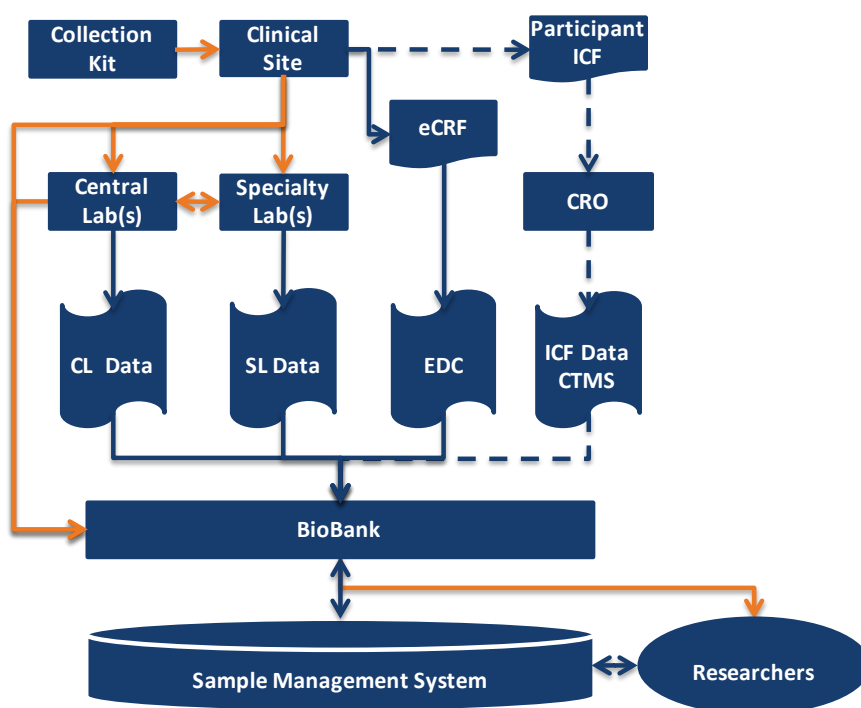 Collection
Kit
Clinical
Site
Participant
ICF
eCRF
Central
Lab(s)
Specialty
Lab(s)
CRO
CL Data
SL Data
EDC
ICF Data
CTMS
BioBank
Sample Management System
Researchers